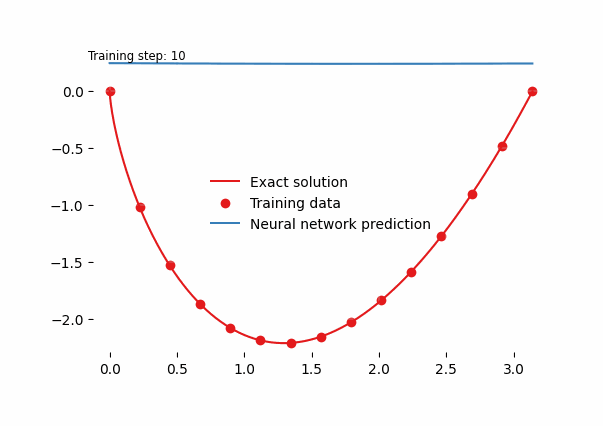 Training step: 10
0.0
−0.5
−1.0
−1.5
−2.0
Exact solution
Training data
Neural network prediction
0.0 0.5 1.0 1.5 2.0 2.5 3.0